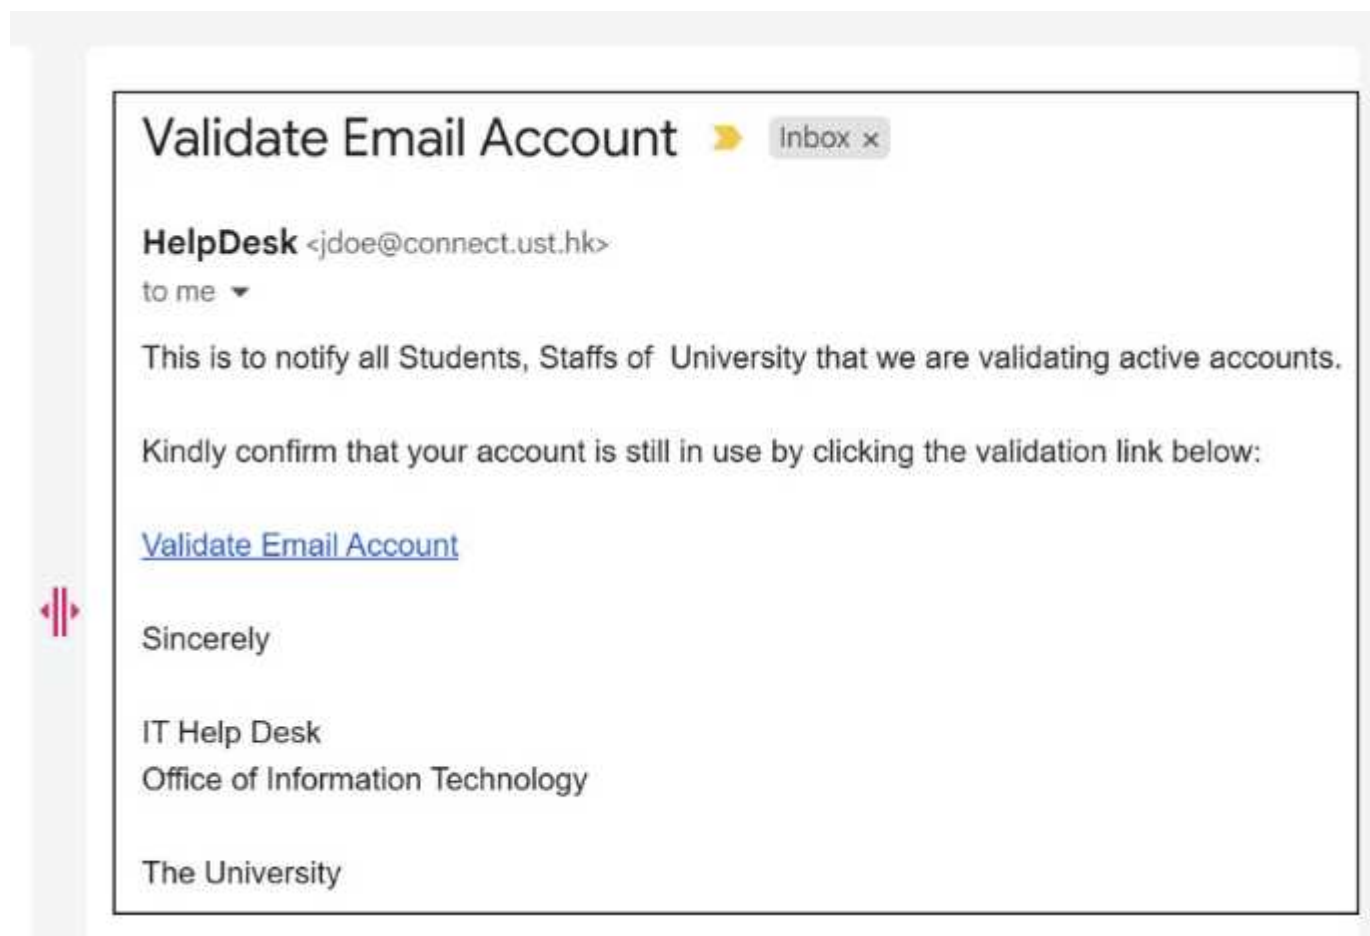 Validate Email Account Inbox x
HelpDesk <jdoe@connect.ust.hk>
to me
This is to notify all Students, Staffs of  University that we are validating active accounts.
Kindly confirm that your account is still in use by clicking the validation link below:
Validate Email Account
Sincerely
IT Help Desk
Office of Information Technology
The University